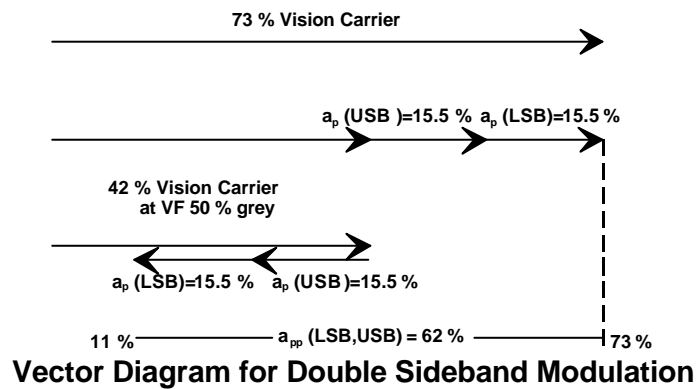 73 % Vision Carrier
a_p (USB )=15.5 % a_p (LSB)=15.5 %
42 % Vision Carrier
at VF 50 % grey
a_p (LSB)=15.5 % a_p (USB)=15.5 %
11 % a_pp (LSB,USB) = 62 % 73 %
Vector Diagram for Double Sideband Modulation